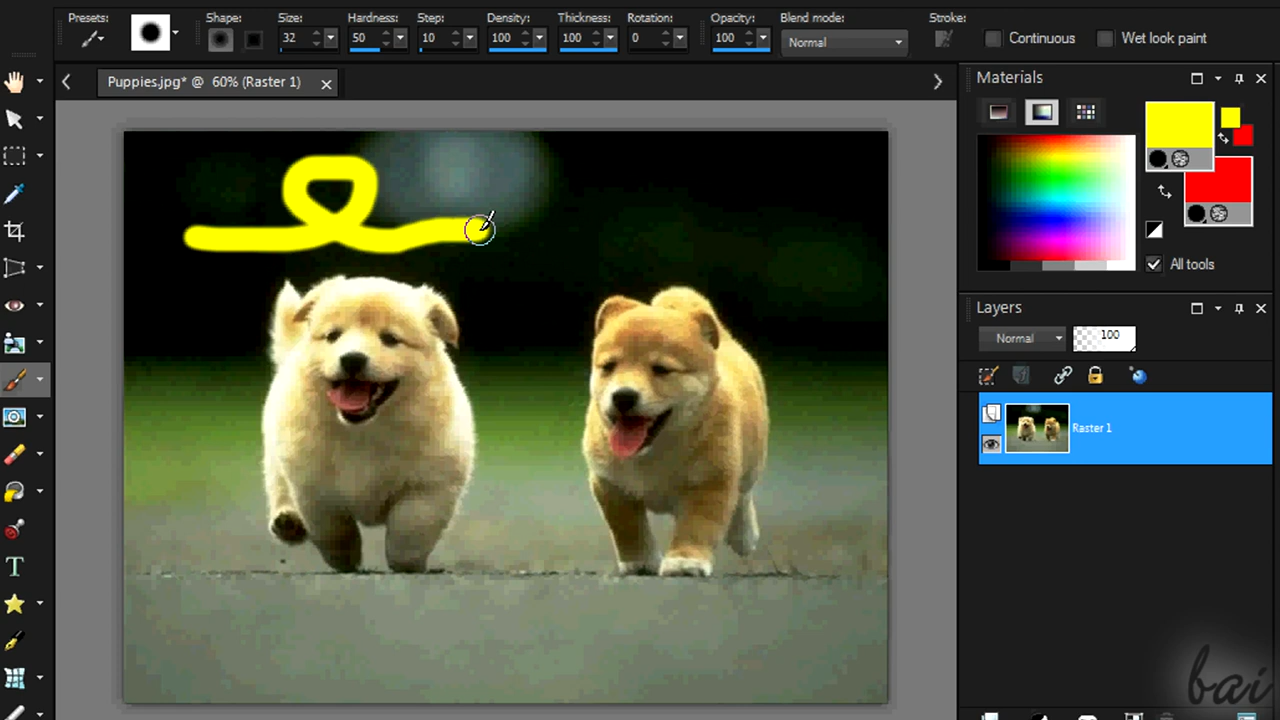 Presets:
Shape:
Size:
Hardness:
Step:
Density:
Thickness:
Rotation:
Opacity:
Blend mode:
Stroke:
32
50
10
100
100
0
100
Normal
Continuous
Wet look paint
Puppies.jpg* @ 60% (Raster 1)
Materials
All tools
Layers
Normal
100
Raster 1
T
bai